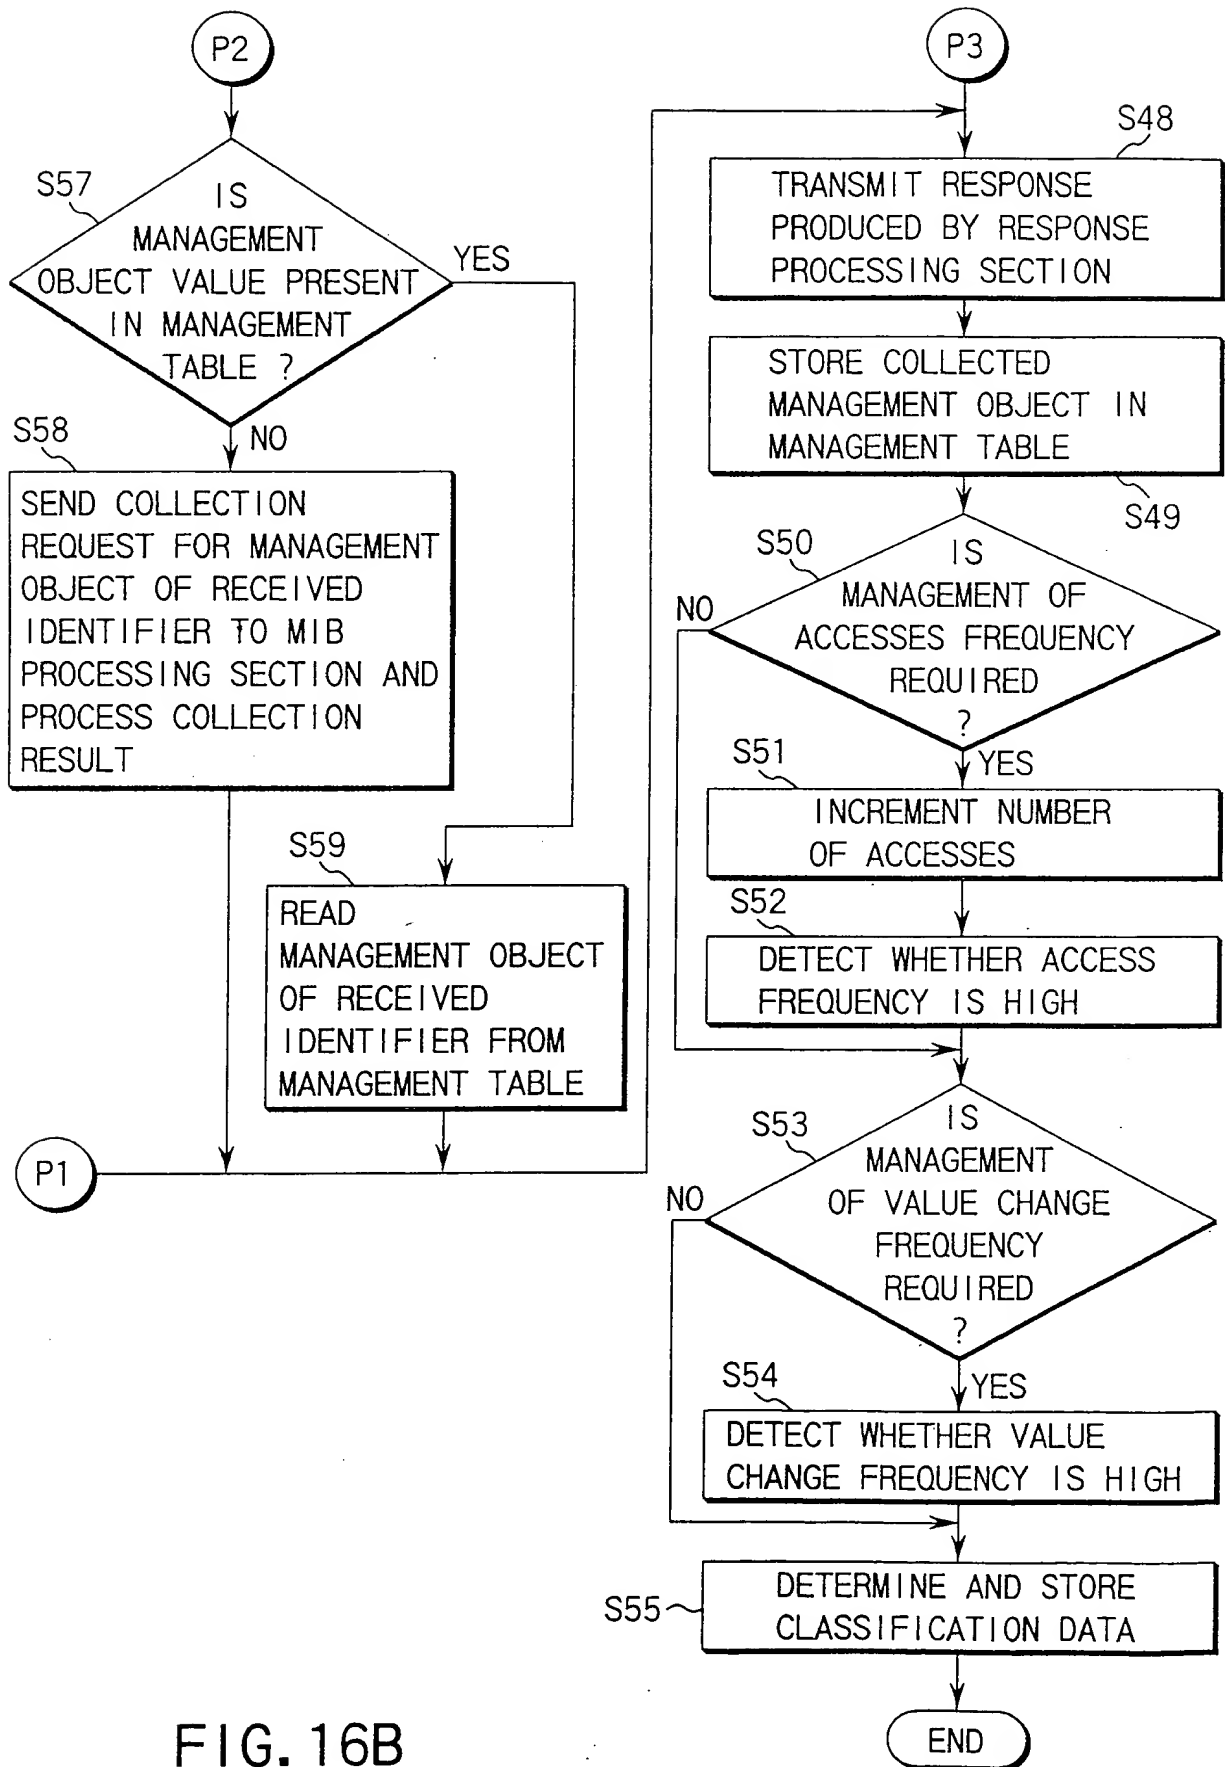 P2
S57
IS
MANAGEMENT
OBJECT VALUE PRESENT
IN MANAGEMENT
TABLE ?
YES
NO
S58
SEND COLLECTION
REQUEST FOR MANAGEMENT
OBJECT OF RECEIVED
IDENTIFIER TO MIB
PROCESSING SECTION AND
PROCESS COLLECTION
RESULT
S59
READ
MANAGEMENT OBJECT
OF RECEIVED
IDENTIFIER FROM
MANAGEMENT TABLE
P1
P3
S48
TRANSMIT RESPONSE
PRODUCED BY RESPONSE
PROCESSING SECTION
STORE COLLECTED
MANAGEMENT OBJECT IN
MANAGEMENT TABLE
S49
S50
IS
MANAGEMENT OF
ACCESSES FREQUENCY
REQUIRED
?
NO
YES
S51
INCREMENT NUMBER
OF ACCESSES
S52
DETECT WHETHER ACCESS
FREQUENCY IS HIGH
S53
IS
MANAGEMENT
OF VALUE CHANGE
FREQUENCY
REQUIRED
?
NO
YES
S54
DETECT WHETHER VALUE
CHANGE FREQUENCY IS HIGH
S55
DETERMINE AND STORE
CLASSIFICATION DATA
END
FIG. 16B